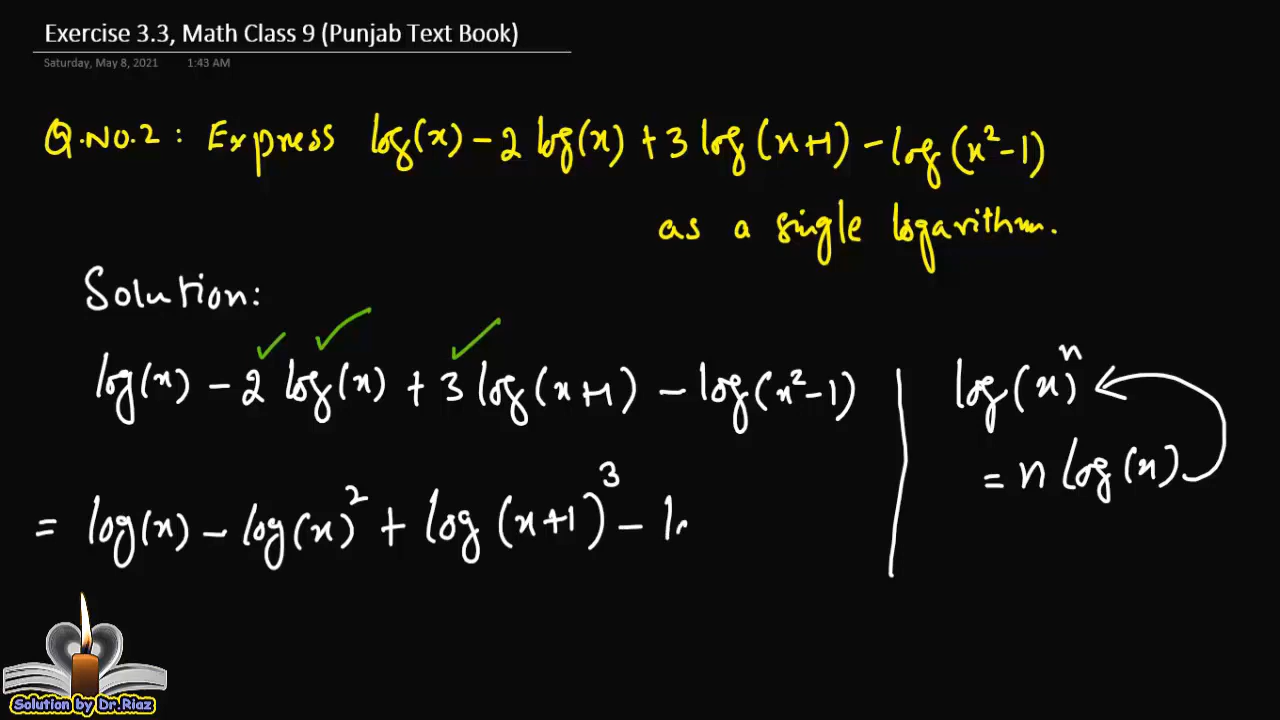 Exercise 3.3, Math Class 9 (Punjab Text Book)
Saturday, May 8, 2021 1:43 AM
Q.No.2 : Express log(x) - 2 log(x) + 3 log(x+1) - log(x²-1)
as a single logarithm.
Solution:
log(x) - 2 log(x) + 3 log(x+1) - log(x²-1)
log(x)ⁿ
= n log(x)
= log(x) - log(x)² + log(x+1)³ - l
Solution by Dr.Riaz